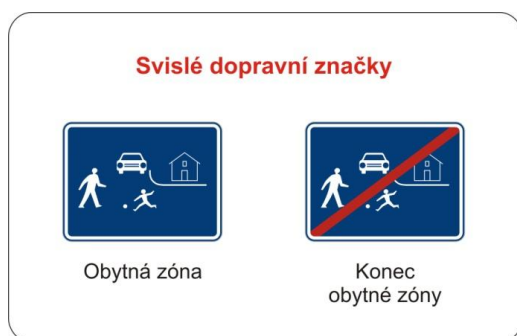 Svislé dopravní značky
Obytná zóna
Konec
obytné zóny